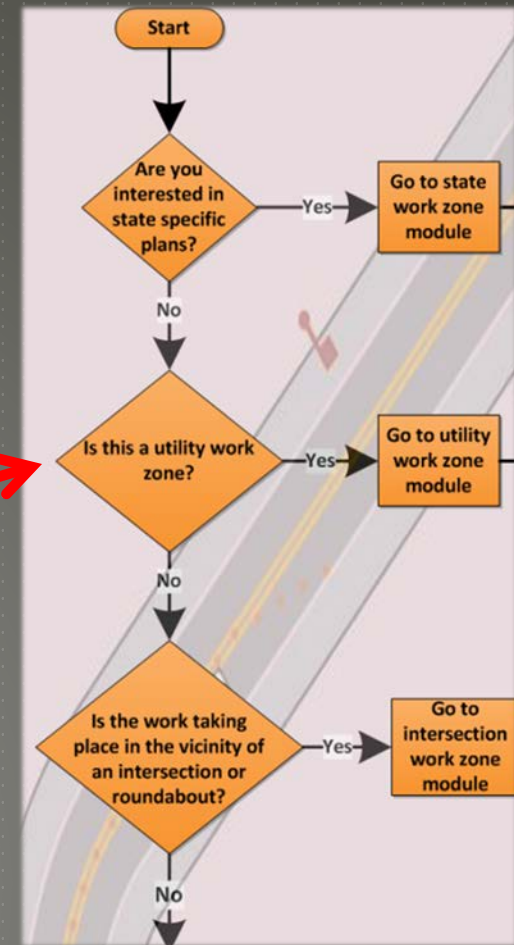 Start
Are you
interested in
state specific
plans?
Yes
Go to state
work zone
module
No
Is this a utility work
zone?
Yes
Go to utility
work zone
module
No
Is the work taking
place in the vicinity of
an intersection or
roundabout?
Yes
Go to
intersection
work zone
module
No